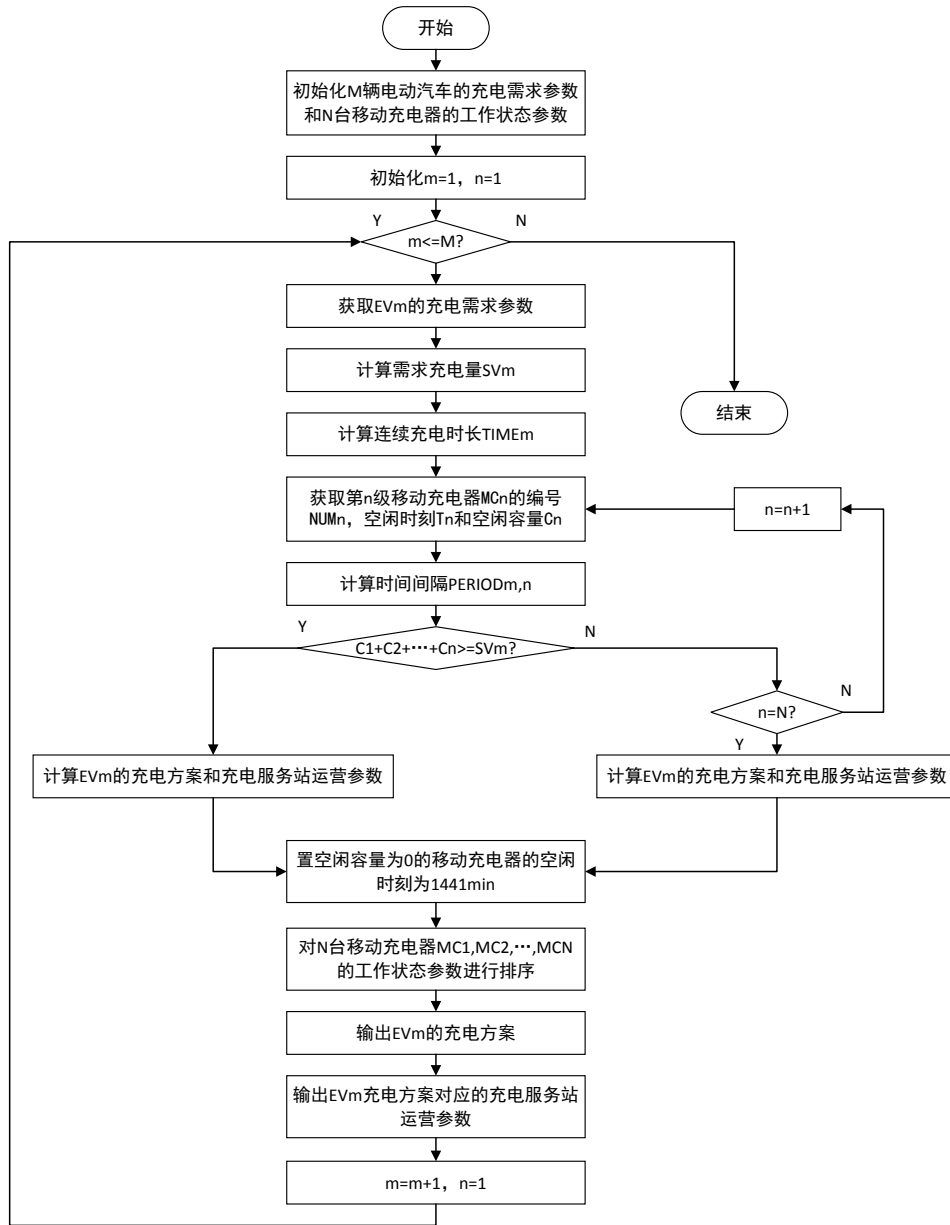 开始
初始化M辆电动汽车的充电需求参数
和N台移动充电器的工作状态参数
初始化m=1，n=1
Y
N
m<=M?
获取EVm的充电需求参数
计算需求充电量SVm
结束
计算连续充电时长TIMEm
获取第n级移动充电器MCn的编号
NUMn，空闲时刻Tn和空闲容量Cn
n=n+1
计算时间间隔PERIODm,n
Y
N
C1+C2+···+Cn>=SVm?
N
n=N?
Y
计算EVm的充电方案和充电服务站运营参数
计算EVm的充电方案和充电服务站运营参数
置空闲容量为0的移动充电器的空闲
时刻为1441min
对N台移动充电器MC1,MC2,···,MCN
的工作状态参数进行排序
输出EVm的充电方案
输出EVm充电方案对应的充电服务站
运营参数
m=m+1，n=1